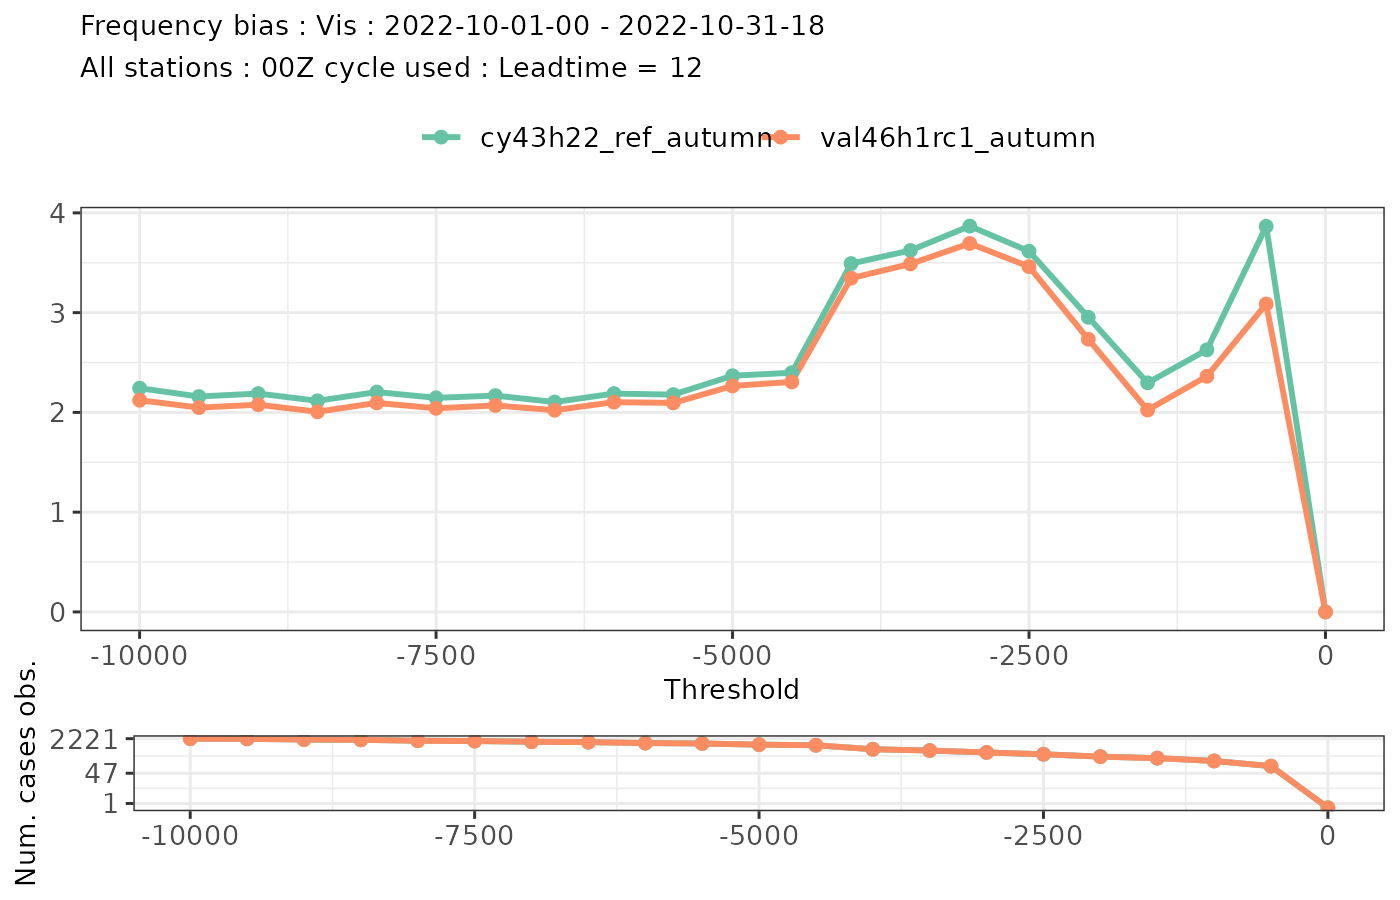 Frequency bias : Vis : 2022-10-01-00 - 2022-10-31-18
All stations : 00Z cycle used : Leadtime = 12
cy43h22_ref_autumn val46h1rc1_autumn
4
3
2
1
0
-10000 -7500 -5000 -2500 0
Threshold
Num. cases obs.
2221
47
1
-10000 -7500 -5000 -2500 0